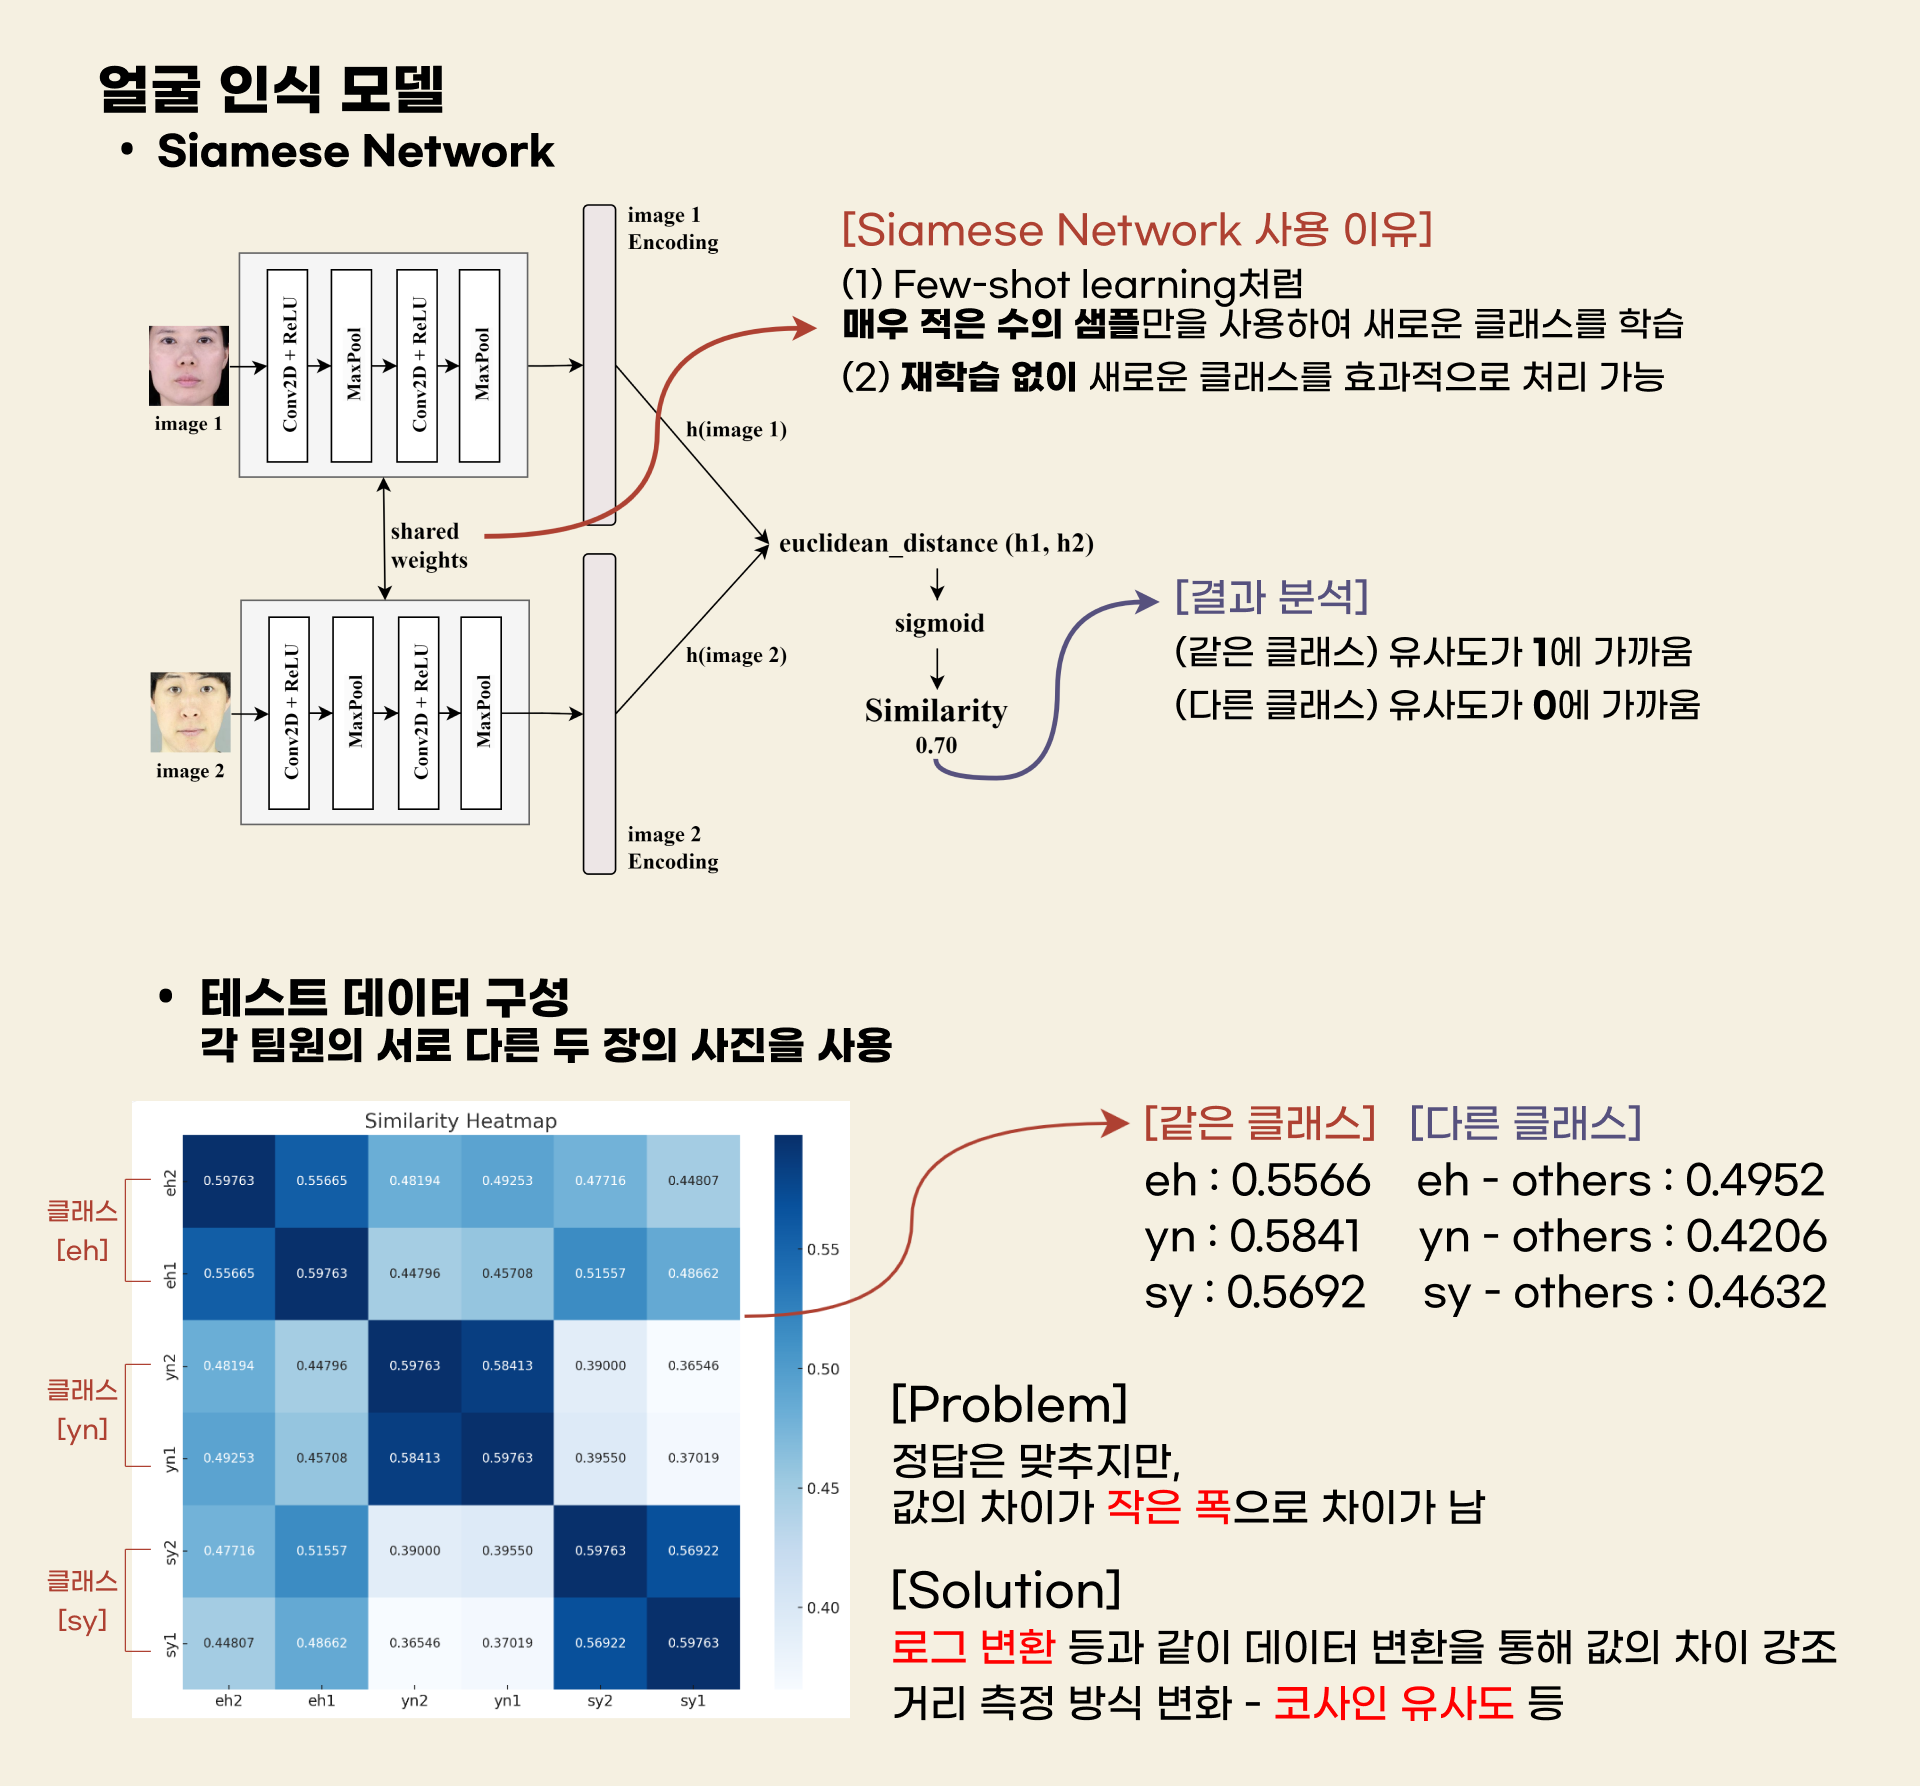 얼굴 인식 모델
• Siamese Network
image 1
Encoding
[Siamese Network 사용 이유]
(1) Few-shot learning처럼
매우 적은 수의 샘플만을 사용하여 새로운 클래스를 학습
(2) 재학습 없이 새로운 클래스를 효과적으로 처리 가능
Conv2D + ReLU
MaxPool
Conv2D + ReLU
MaxPool
image 1
h(image 1)
shared
weights
euclidean_distance (h1, h2)
sigmoid
Similarity
0.70
[결과 분석]
(같은 클래스) 유사도가 1에 가까움
(다른 클래스) 유사도가 0에 가까움
h(image 2)
Conv2D + ReLU
MaxPool
Conv2D + ReLU
MaxPool
image 2
image 2
Encoding
• 테스트 데이터 구성
각 팀원의 서로 다른 두 장의 사진을 사용
Similarity Heatmap
클래스
[eh]
클래스
[yn]
클래스
[sy]
eh2 0.59763 0.55665 0.48194 0.49253 0.47716 0.44807
eh1 0.55665 0.59763 0.44796 0.45708 0.51557 0.48662
yn2 0.48194 0.44796 0.59763 0.58413 0.39000 0.36546
yn1 0.49253 0.45708 0.58413 0.59763 0.39550 0.37019
sy2 0.47716 0.51557 0.39000 0.39550 0.59763 0.56922
sy1 0.44807 0.48662 0.36546 0.37019 0.56922 0.59763
eh2 eh1 yn2 yn1 sy2 sy1
0.55
0.50
0.45
0.40
[같은 클래스] [다른 클래스]
eh : 0.5566 eh - others : 0.4952
yn : 0.5841 yn - others : 0.4206
sy : 0.5692 sy - others : 0.4632
[Problem]
정답은 맞추지만,
값의 차이가 작은 폭으로 차이가 남
[Solution]
로그 변환 등과 같이 데이터 변환을 통해 값의 차이 강조
거리 측정 방식 변화 - 코사인 유사도 등